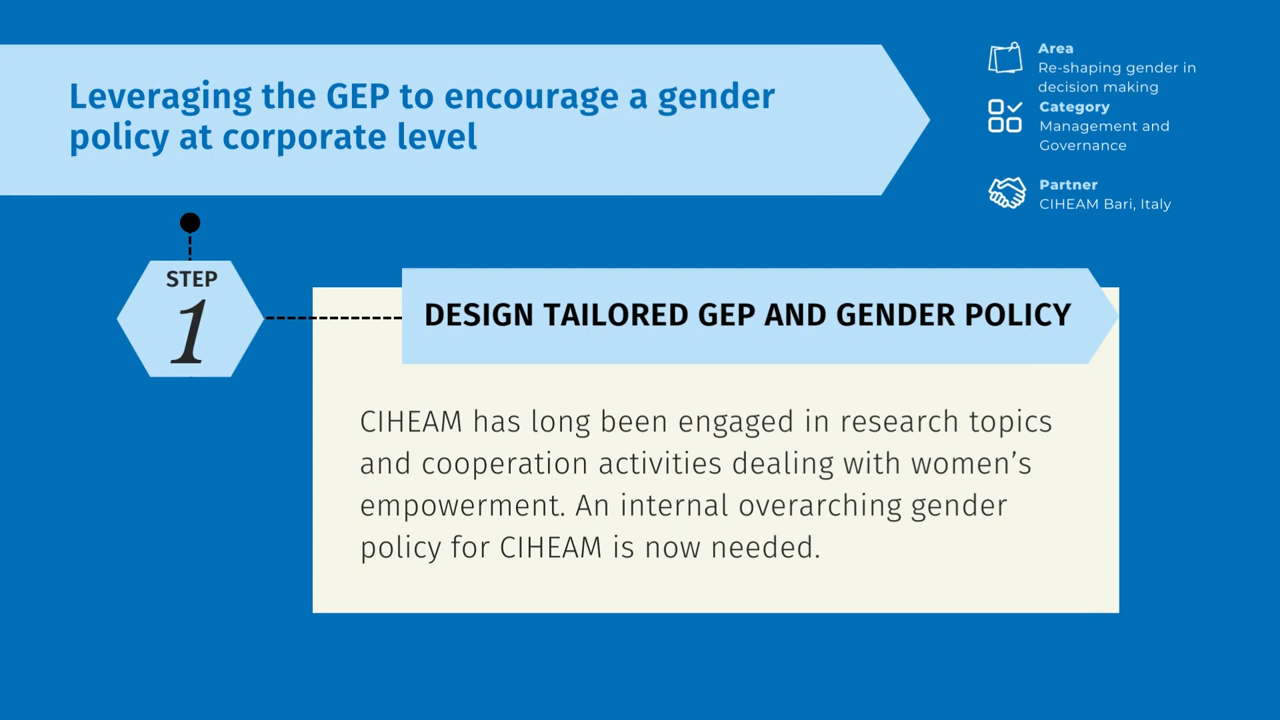 Leveraging the GEP to encourage a gender
policy at corporate level
Area
Re-shaping gender in
decision making
Category
Management and
Governance
Partner
CIHEAM Bari, Italy
STEP
1
DESIGN TAILORED GEP AND GENDER POLICY
CIHEAM has long been engaged in research topics
and cooperation activities dealing with women’s
empowerment. An internal overarching gender
policy for CIHEAM is now needed.